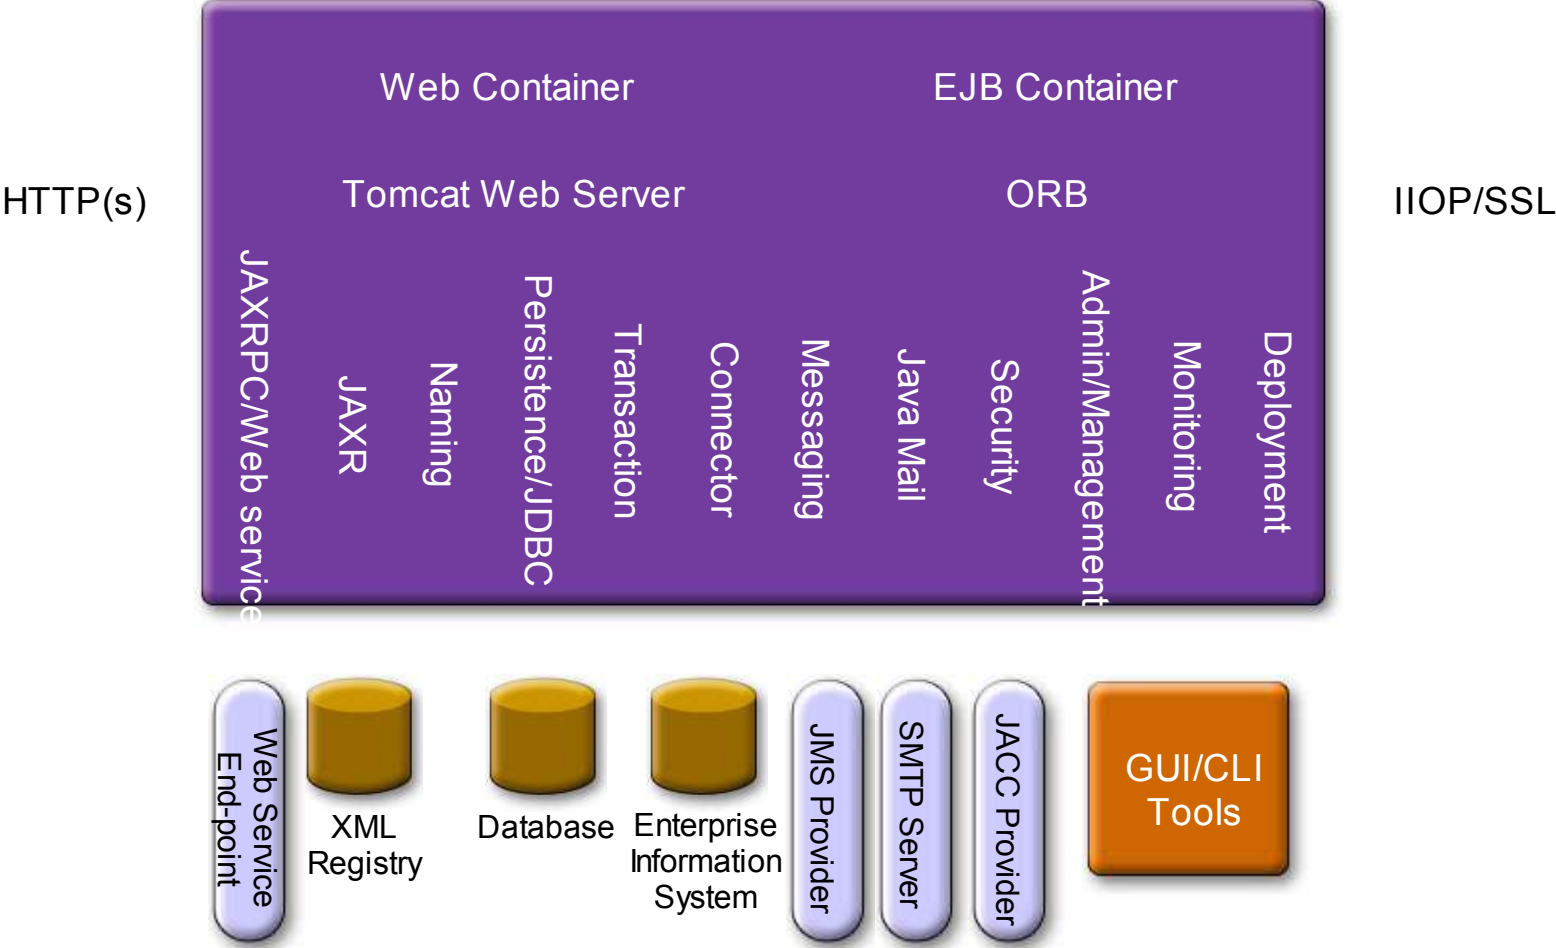 Web Container
EJB Container
HTTP(s)
Tomcat Web Server
ORB
IIOP/SSL
JAXRPC/Web service
JAXR
Naming
Persistence/JDBC
Transaction
Connector
Messaging
Java Mail
Security
Admin/Management
Monitoring
Deployment
Web Service
End-point
XML
Registry
Database
Enterprise
Information
System
JMS Provider
SMTP Server
JACC Provider
GUI/CLI
Tools